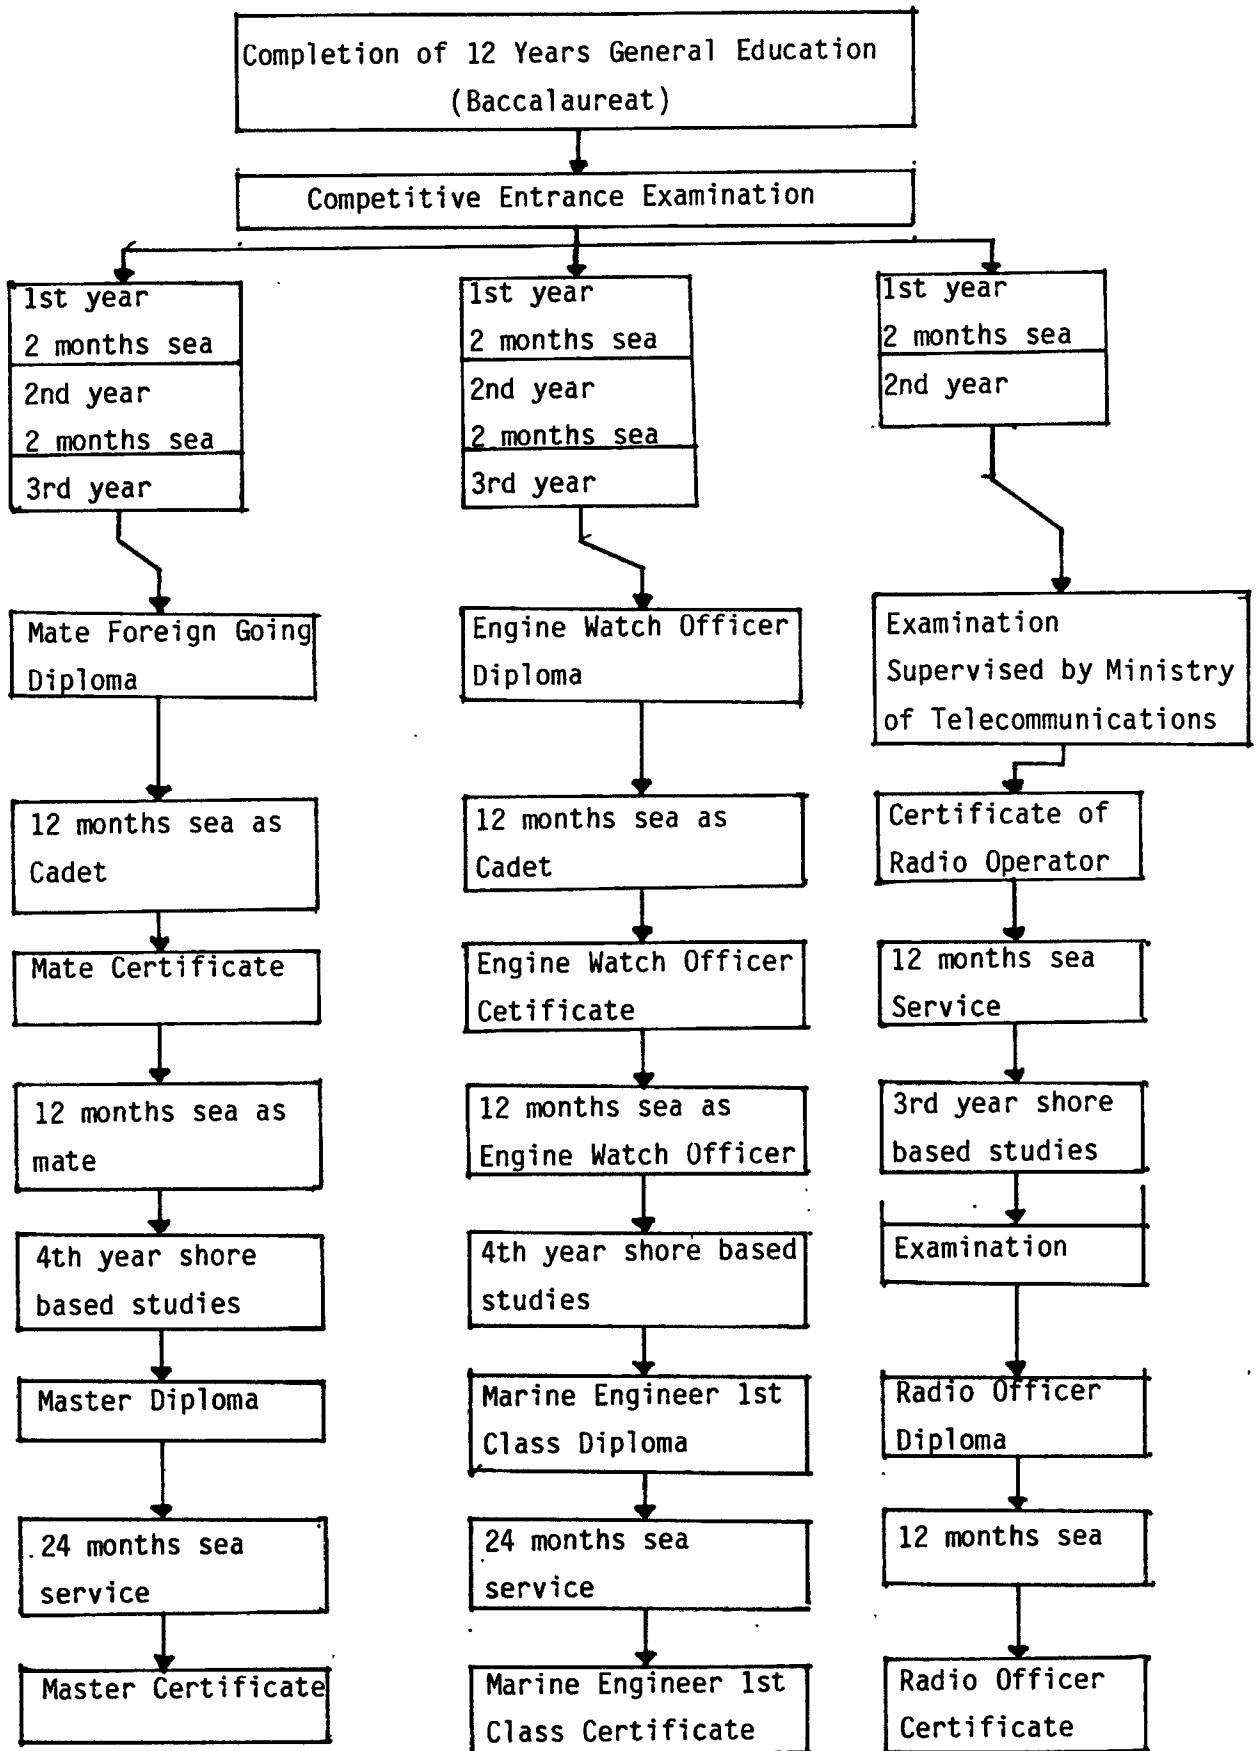 Completion of 12 Years General Education
(Baccalaureat)
Competitive Entrance Examination
1st year
2 months sea
2nd year
2 months sea
3rd year
Mate Foreign Going
Diploma
12 months sea as
Cadet
Mate Certificate
12 months sea as
mate
4th year shore
based studies
Master Diploma
24 months sea
service
Master Certificate
1st year
2 months sea
2nd year
2 months sea
3rd year
Engine Watch Officer
Diploma
12 months sea as
Cadet
Engine Watch Officer
Cetificate
12 months sea as
Engine Watch Officer
4th year shore based
studies
Marine Engineer 1st
Class Diploma
24 months sea
service
Marine Engineer 1st
Class Certificate
1st year
2 months sea
2nd year
Examination
Supervised by Ministry
of Telecommunications
Certificate of
Radio Operator
12 months sea
Service
3rd year shore
based studies
Examination
Radio Officer
Diploma
12 months sea
Radio Officer
Certificate